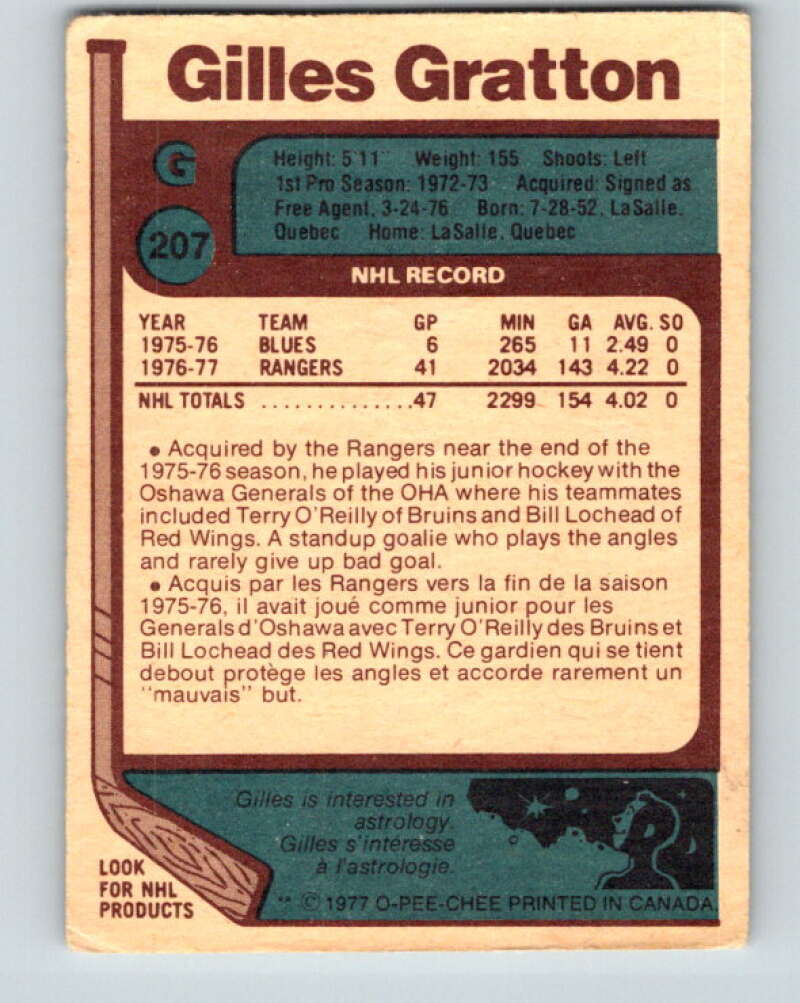 Gilles Gratton
G
Height: 5'11" Weight: 155 Shoots: Left
1st Pro Season: 1972-73 Acquired: Signed as
Free Agent, 3-24-76 Born: 7-28-52, LaSalle,
Quebec Home: LaSalle, Quebec
207
NHL RECORD
YEAR TEAM GP MIN GA AVG. SO
1975-76 BLUES 6 265 11 2.49 0
1976-77 RANGERS 41 2034 143 4.22 0
NHL TOTALS ..............47 2299 154 4.02 0
• Acquired by the Rangers near the end of the
1975-76 season, he played his junior hockey with the
Oshawa Generals of the OHA where his teammates
included Terry O'Reilly of Bruins and Bill Lochead of
Red Wings. A standup goalie who plays the angles
and rarely give up bad goal.
• Acquis par les Rangers vers la fin de la saison
1975-76, il avait joué comme junior pour les
Generals d'Oshawa avec Terry O'Reilly des Bruins et
Bill Lochead des Red Wings. Ce gardien qui se tient
debout protège les angles et accorde rarement un
"mauvais" but.
Gilles is interested in
astrology.
Gilles s'intéresse
à l'astrologie.
LOOK
FOR NHL
PRODUCTS
** © 1977 O-PEE-CHEE PRINTED IN CANADA.